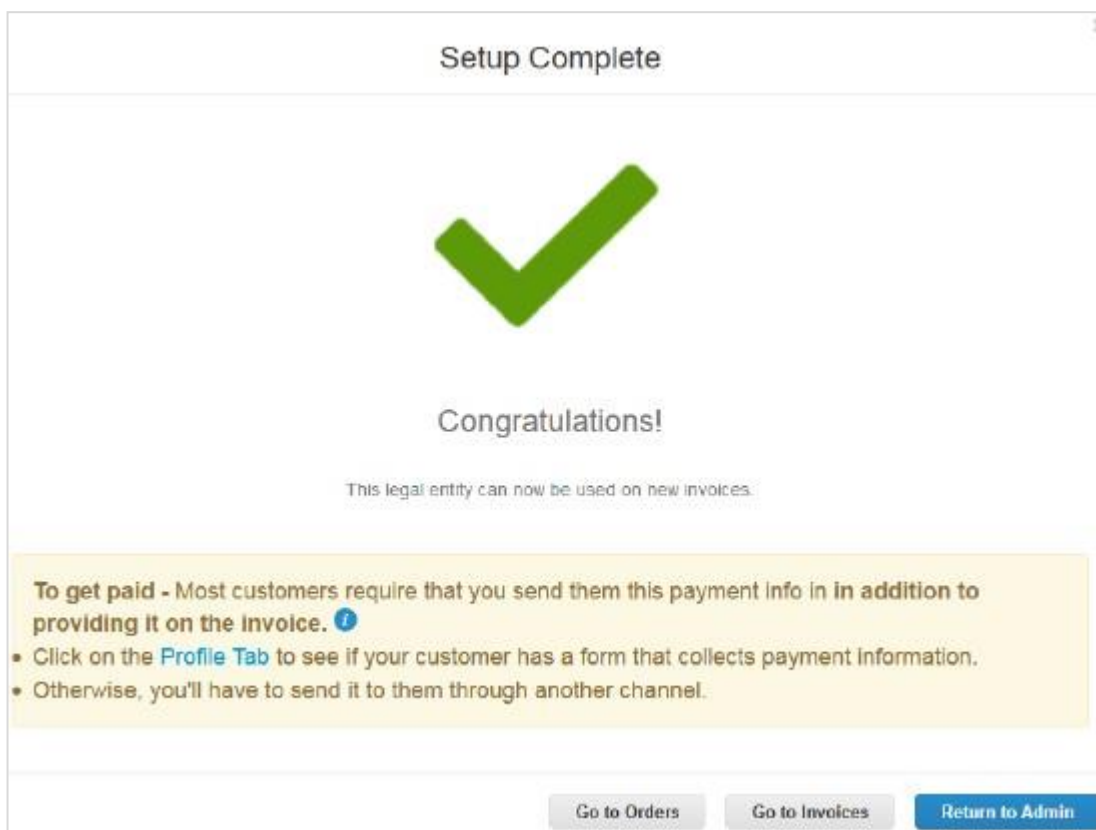 Setup Complete
Congratulations!
This legal entity can now be used on new invoices.
To get paid - Most customers require that you send them this payment info in in addition to
providing it on the invoice.
• Click on the Profile Tab to see if your customer has a form that collects payment information.
• Otherwise, you'll have to send it to them through another channel.
Go to Orders Go to Invoices Return to Admin